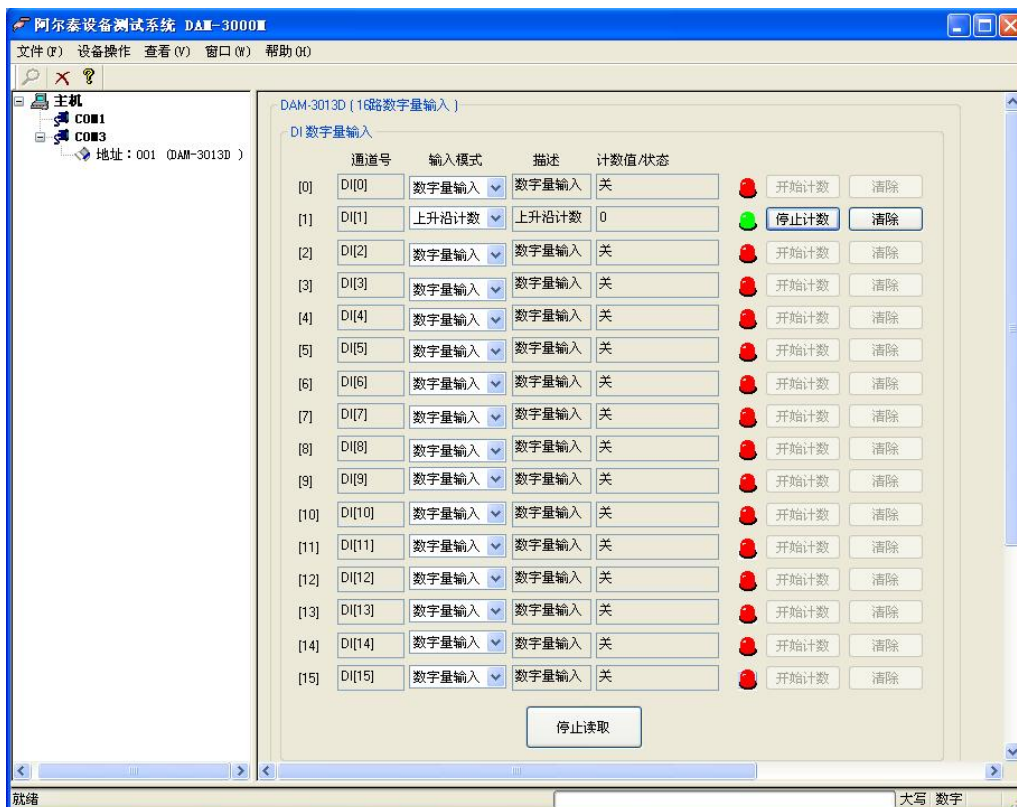 阿尔泰设备测试系统 DAM-3000M
文件(F) 设备操作 查看(V) 窗口(W) 帮助(H)
主机
COM1
COM3
地址：001 (DAM-3013D )
DAM-3013D ( 16路数字量输入 )
DI 数字量输入
通道号 输入模式 描述 计数值/状态
[0] DI[0] 数字量输入 数字量输入 关 开始计数 清除
[1] DI[1] 上升沿计数 上升沿计数 0 停止计数 清除
[2] DI[2] 数字量输入 数字量输入 关 开始计数 清除
[3] DI[3] 数字量输入 数字量输入 关 开始计数 清除
[4] DI[4] 数字量输入 数字量输入 关 开始计数 清除
[5] DI[5] 数字量输入 数字量输入 关 开始计数 清除
[6] DI[6] 数字量输入 数字量输入 关 开始计数 清除
[7] DI[7] 数字量输入 数字量输入 关 开始计数 清除
[8] DI[8] 数字量输入 数字量输入 关 开始计数 清除
[9] DI[9] 数字量输入 数字量输入 关 开始计数 清除
[10] DI[10] 数字量输入 数字量输入 关 开始计数 清除
[11] DI[11] 数字量输入 数字量输入 关 开始计数 清除
[12] DI[12] 数字量输入 数字量输入 关 开始计数 清除
[13] DI[13] 数字量输入 数字量输入 关 开始计数 清除
[14] DI[14] 数字量输入 数字量输入 关 开始计数 清除
[15] DI[15] 数字量输入 数字量输入 关 开始计数 清除
停止读取
就绪 大写 数字